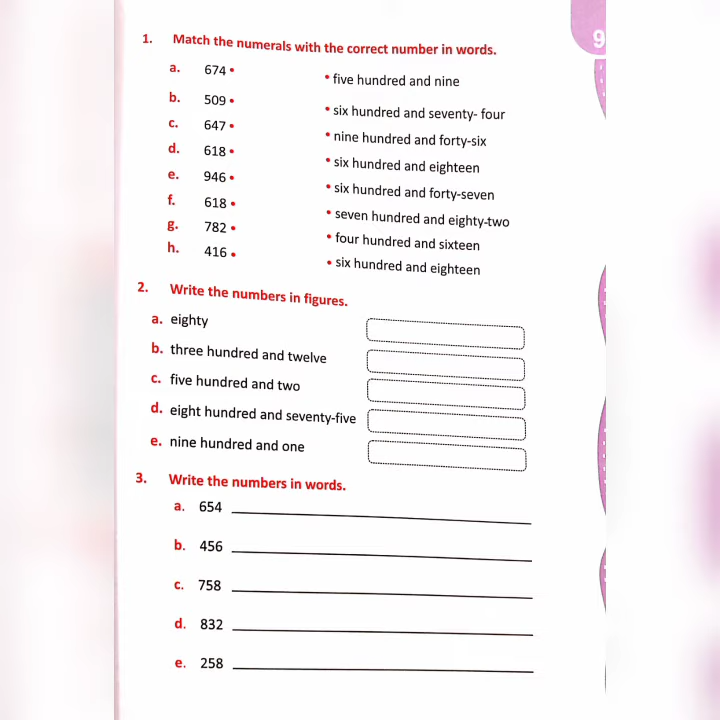 9
1. Match the numerals with the correct number in words.
a. 674 • • five hundred and nine
b. 509 • • six hundred and seventy- four
c. 647 • • nine hundred and forty-six
d. 618 • • six hundred and eighteen
e. 946 • • six hundred and forty-seven
f. 618 • • seven hundred and eighty-two
g. 782 • • four hundred and sixteen
h. 416 • • six hundred and eighteen
2. Write the numbers in figures.
a. eighty
b. three hundred and twelve
c. five hundred and two
d. eight hundred and seventy-five
e. nine hundred and one
3. Write the numbers in words.
a. 654
b. 456
c. 758
d. 832
e. 258